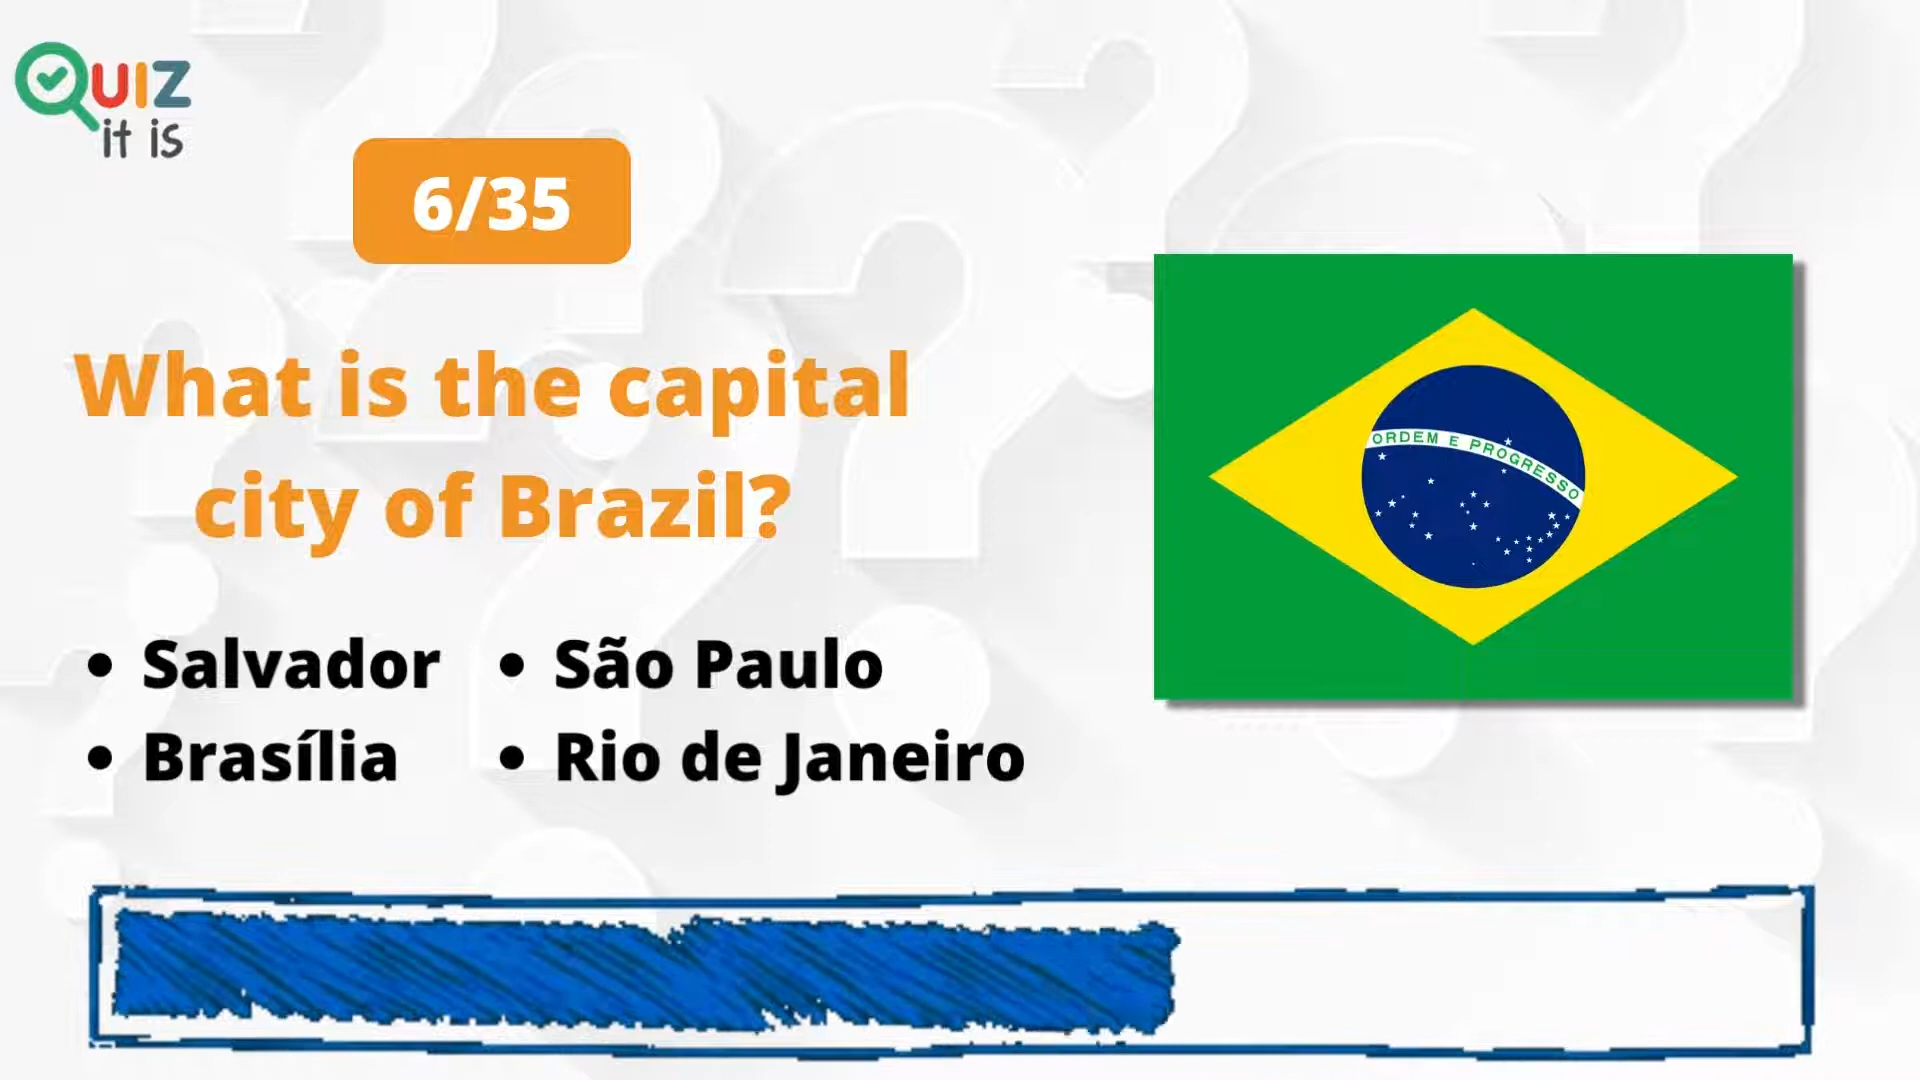 QUIZ
it is
6/35
What is the capital
city of Brazil?
• Salvador
• São Paulo
• Brasília
• Rio de Janeiro
ORDEM E PROGRESSO